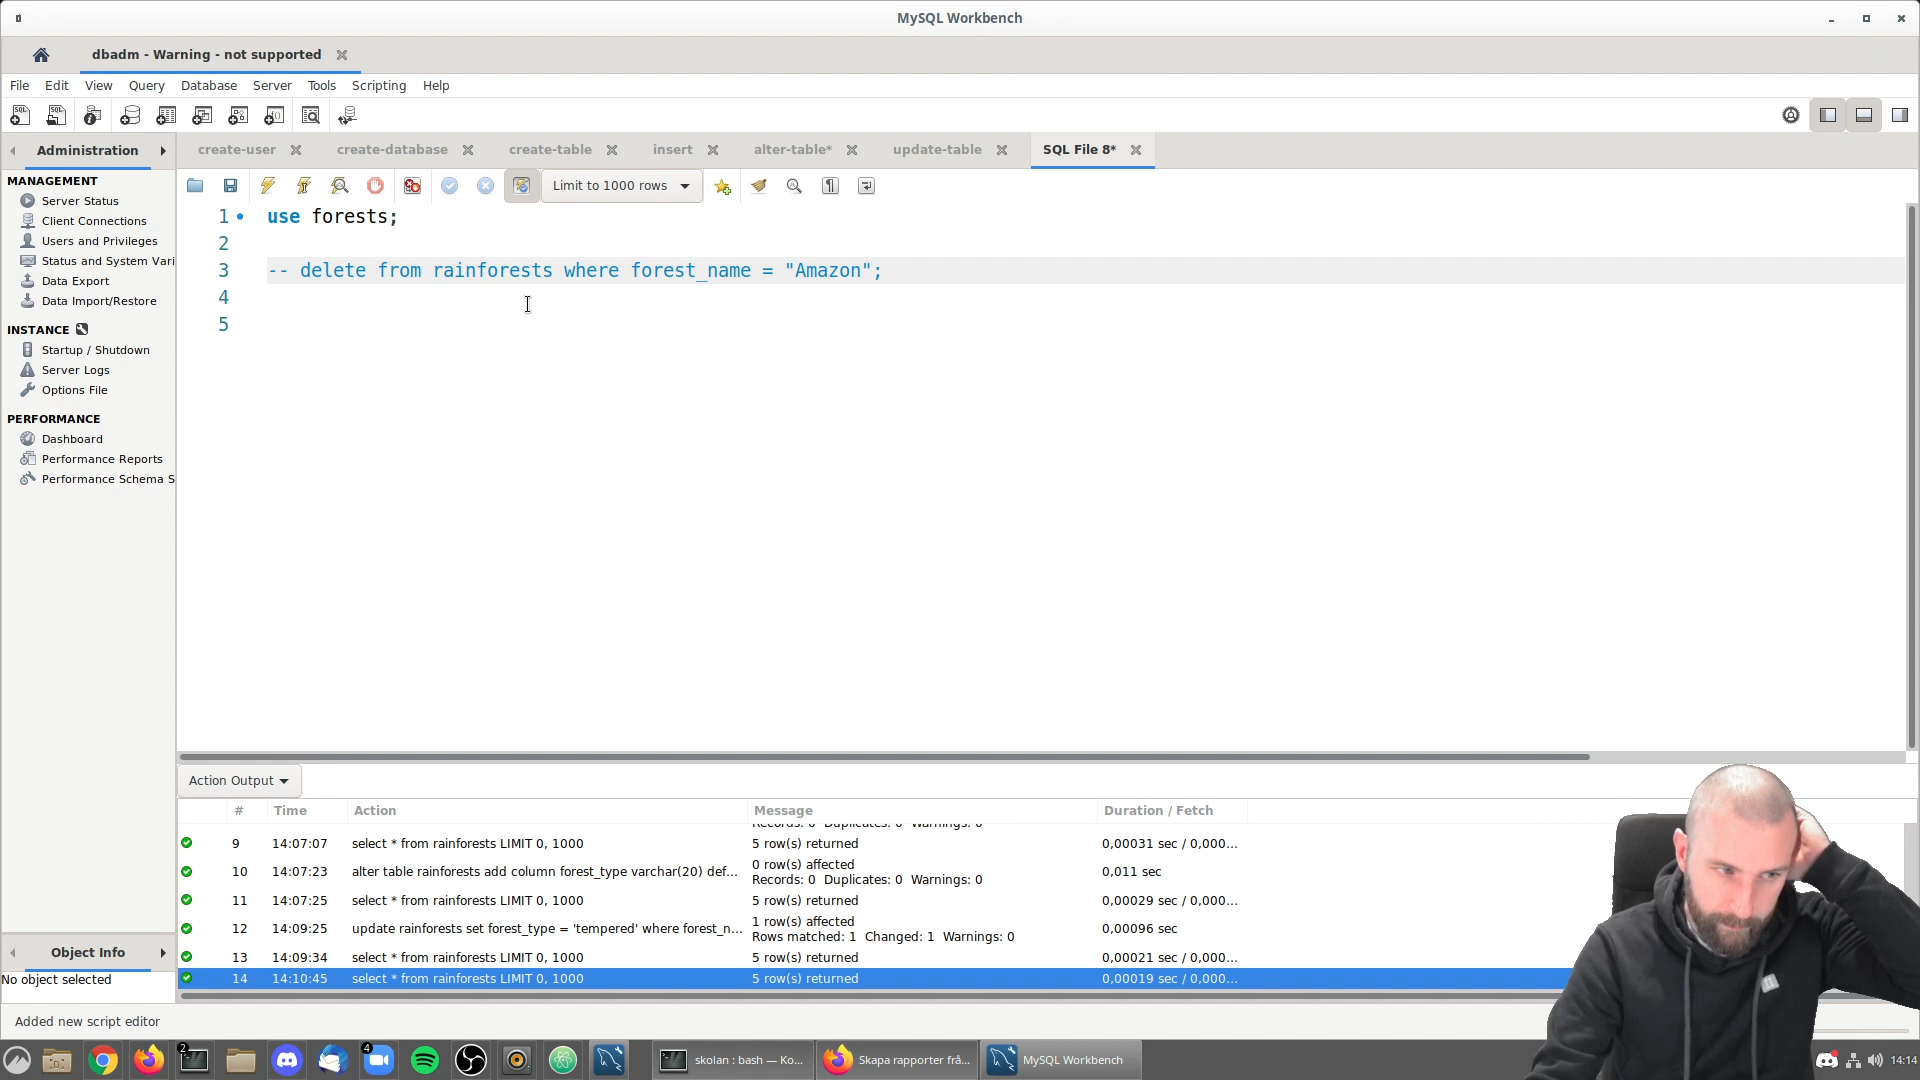 MySQL Workbench
dbadm - Warning - not supported
File Edit View Query Database Server Tools Scripting Help
Administration
create-user
create-database
create-table
insert
alter-table*
update-table
SQL File 8*
MANAGEMENT
Server Status
Client Connections
Users and Privileges
Status and System Vari
Data Export
Data Import/Restore
INSTANCE
Startup / Shutdown
Server Logs
Options File
PERFORMANCE
Dashboard
Performance Reports
Performance Schema S
Limit to 1000 rows
1 use forests;
2
3 -- delete from rainforests where forest_name = "Amazon";
4
5
Action Output
# Time Action Message Duration / Fetch
Records: 0 Duplicates: 0 Warnings: 0
9 14:07:07 select * from rainforests LIMIT 0, 1000 5 row(s) returned 0,00031 sec / 0,000...
10 14:07:23 alter table rainforests add column forest_type varchar(20) def... 0 row(s) affected 0,011 sec
Records: 0 Duplicates: 0 Warnings: 0
11 14:07:25 select * from rainforests LIMIT 0, 1000 5 row(s) returned 0,00029 sec / 0,000...
12 14:09:25 update rainforests set forest_type = 'tempered' where forest_n... 1 row(s) affected 0,00096 sec
Rows matched: 1 Changed: 1 Warnings: 0
13 14:09:34 select * from rainforests LIMIT 0, 1000 5 row(s) returned 0,00021 sec / 0,000...
14 14:10:45 select * from rainforests LIMIT 0, 1000 5 row(s) returned 0,00019 sec / 0,000...
Object Info
No object selected
Added new script editor
2
4
skolan : bash — Ko...
Skapa rapporter frå...
MySQL Workbench
14:14